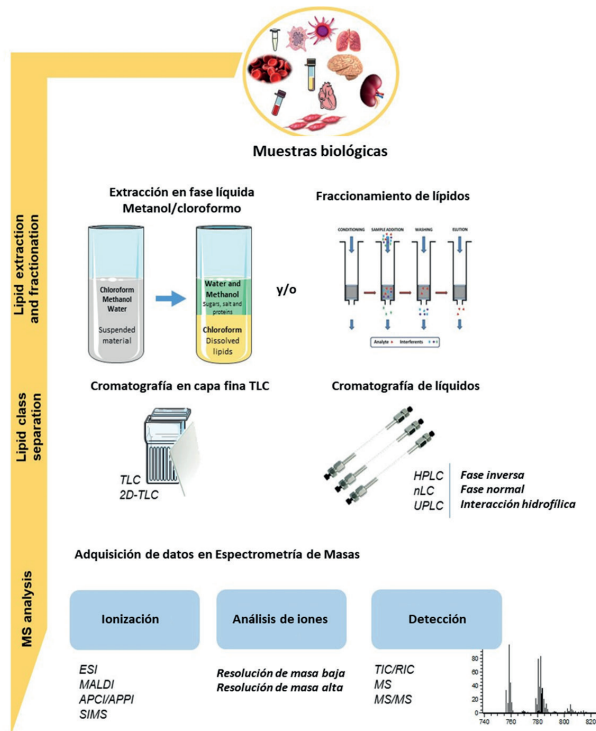 Muestras biológicas
Lipid extraction
and fractionation
Extracción en fase líquida
Metanol/cloroformo
Fraccionamiento de lípidos
Chloroform
Methanol
Water
Suspended
material
Water and
Methanol
Sugars, salt and
proteins
Chloroform
Dissolved
lipids
y/o
CONDITIONING
SAMPLE ADDITION
WASHING
ELUTION
Analyte
Interferents
Lipid class
separation
Cromatografía en capa fina TLC
TLC
2D-TLC
Cromatografía de líquidos
HPLC
nLC
UPLC
Fase inversa
Fase normal
Interacción hidrofílica
MS analysis
Adquisición de datos en Espectrometría de Masas
Ionización
ESI
MALDI
APCI/APPI
SIMS
Análisis de iones
Resolución de masa baja
Resolución de masa alta
Detección
TIC/RIC
MS
MS/MS
80
60
40
20
0
740 760 780 800 820